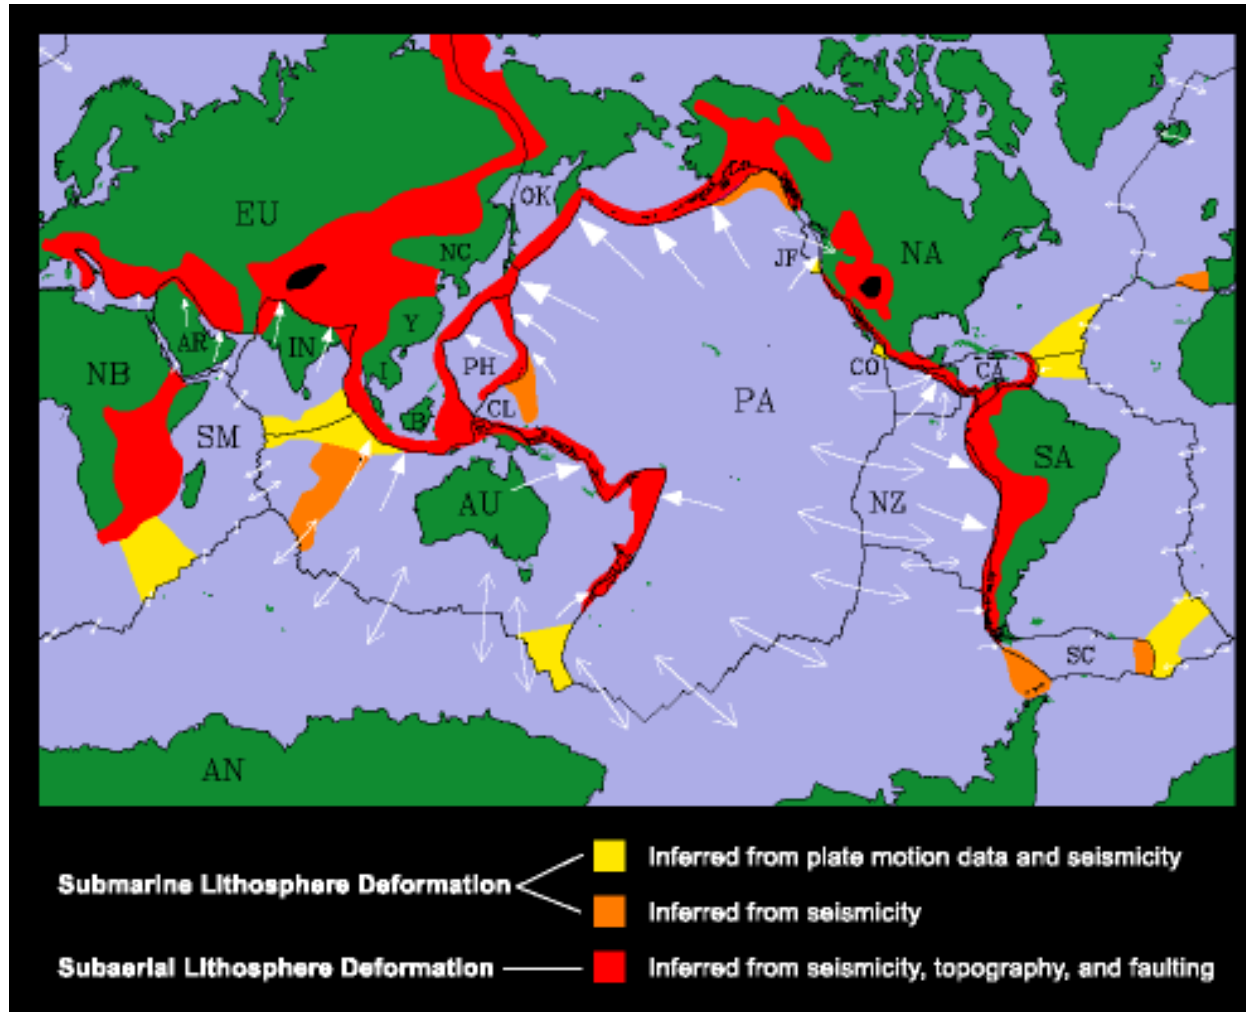 OK
EU
NC
NA
JF
AR
IN
Y
NB
PH
I
CO
CA
PA
B
CL
SM
SA
AU
NZ
SC
AN
Inferred from plate motion data and seismicity
Submarine Lithosphere Deformation
Inferred from seismicity
Subaerial Lithosphere Deformation
Inferred from seismicity, topography, and faulting